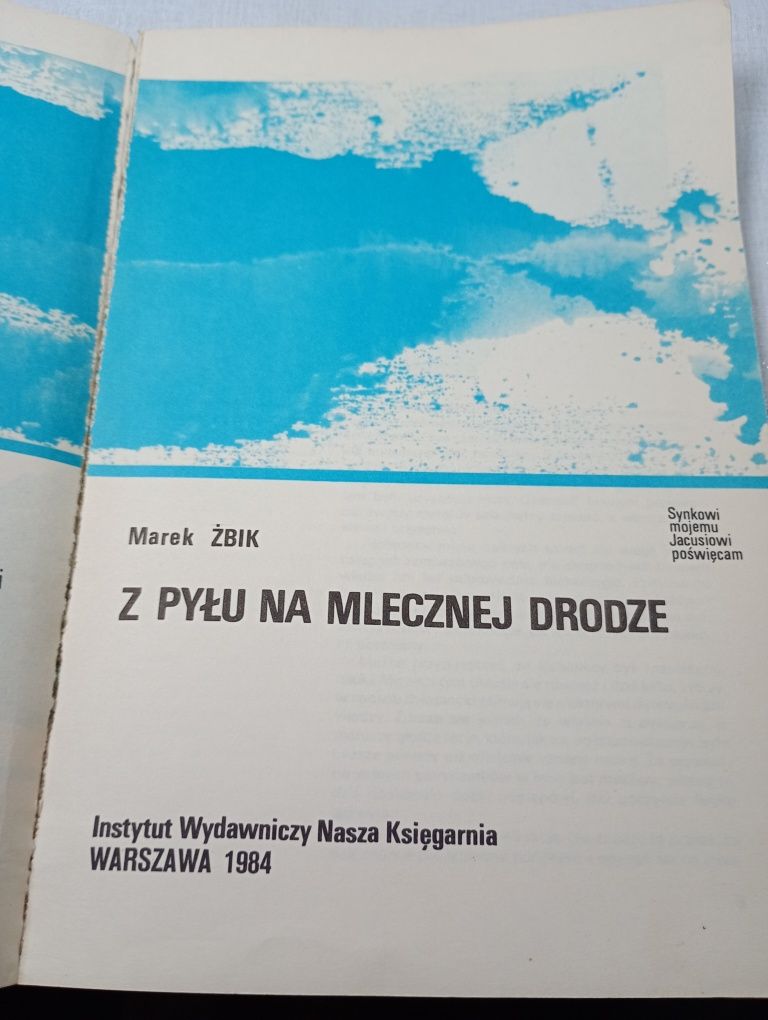 Synkowi
mojemu
Jacusiowi
poświęcam
Marek ŻBIK
Z PYŁU NA MLECZNEJ DRODZE
Instytut Wydawniczy Nasza Księgarnia
WARSZAWA 1984